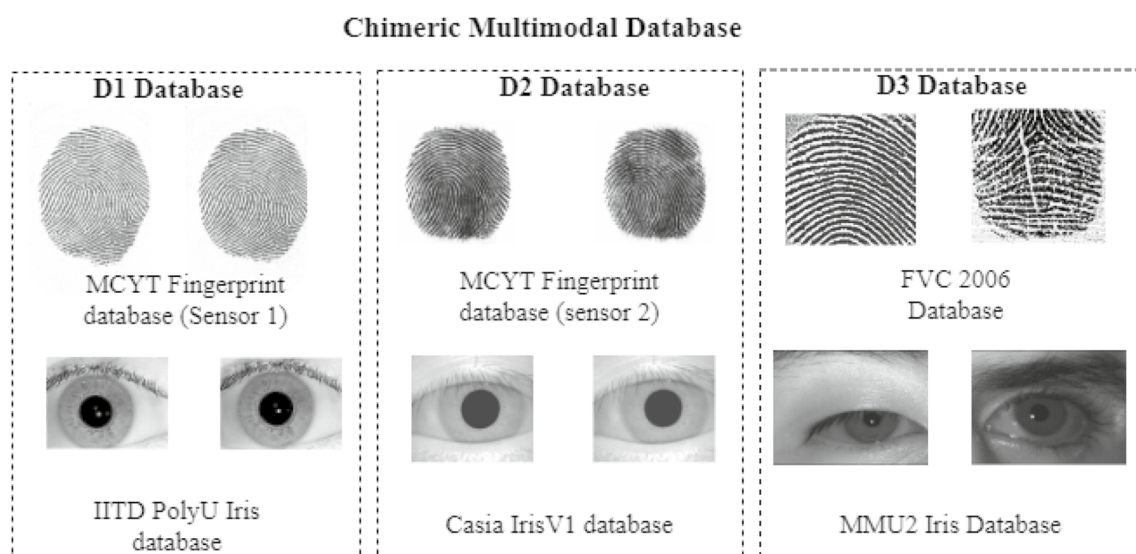 Chimeric Multimodal Database
D1 Database
MCYT Fingerprint
database (Sensor 1)
IITD PolyU Iris
database
D2 Database
MCYT Fingerprint
database (sensor 2)
Casia IrisV1 database
D3 Database
FVC 2006
Database
MMU2 Iris Database